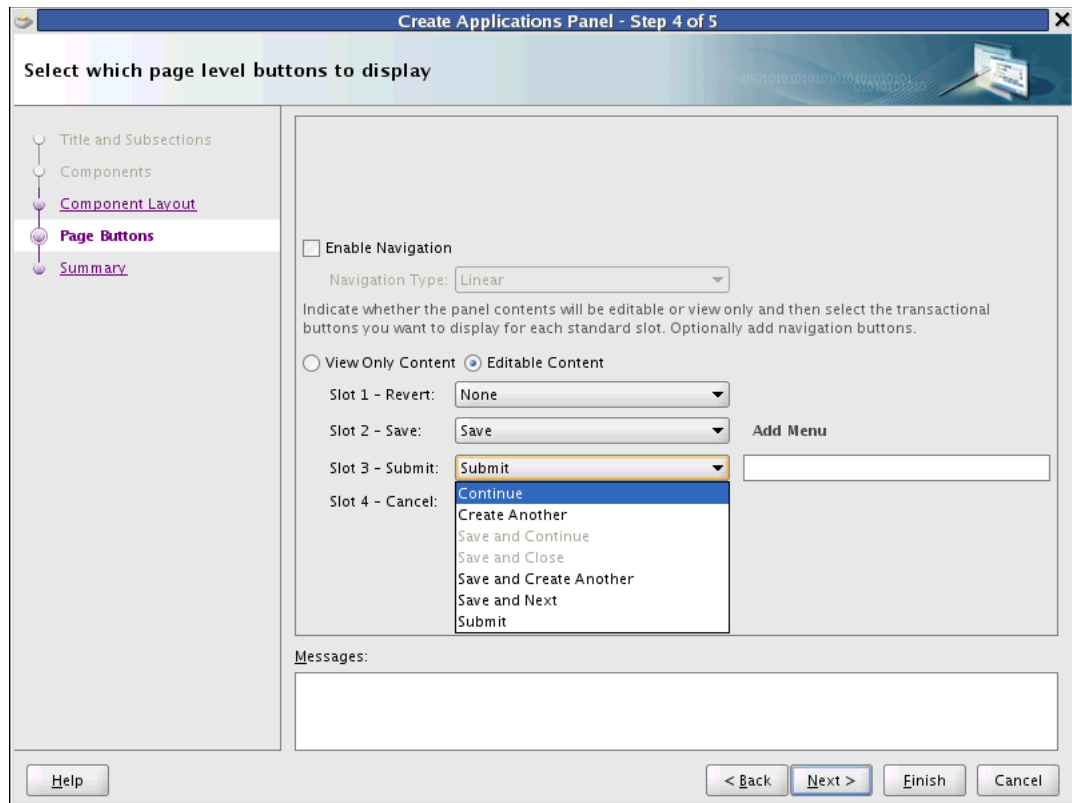 Create Applications Panel - Step 4 of 5
Select which page level buttons to display
01010101010101010101010101
01010101010
Title and Subsections
Components
Component Layout
Page Buttons
Summary
Enable Navigation
Navigation Type: Linear
Indicate whether the panel contents will be editable or view only and then select the transactional
buttons you want to display for each standard slot. Optionally add navigation buttons.
View Only Content Editable Content
Slot 1 - Revert: None
Slot 2 - Save: Save Add Menu
Slot 3 - Submit: Submit
Slot 4 - Cancel: Continue
Create Another
Save and Continue
Save and Close
Save and Create Another
Save and Next
Submit
Messages:
Help < Back Next > Finish Cancel